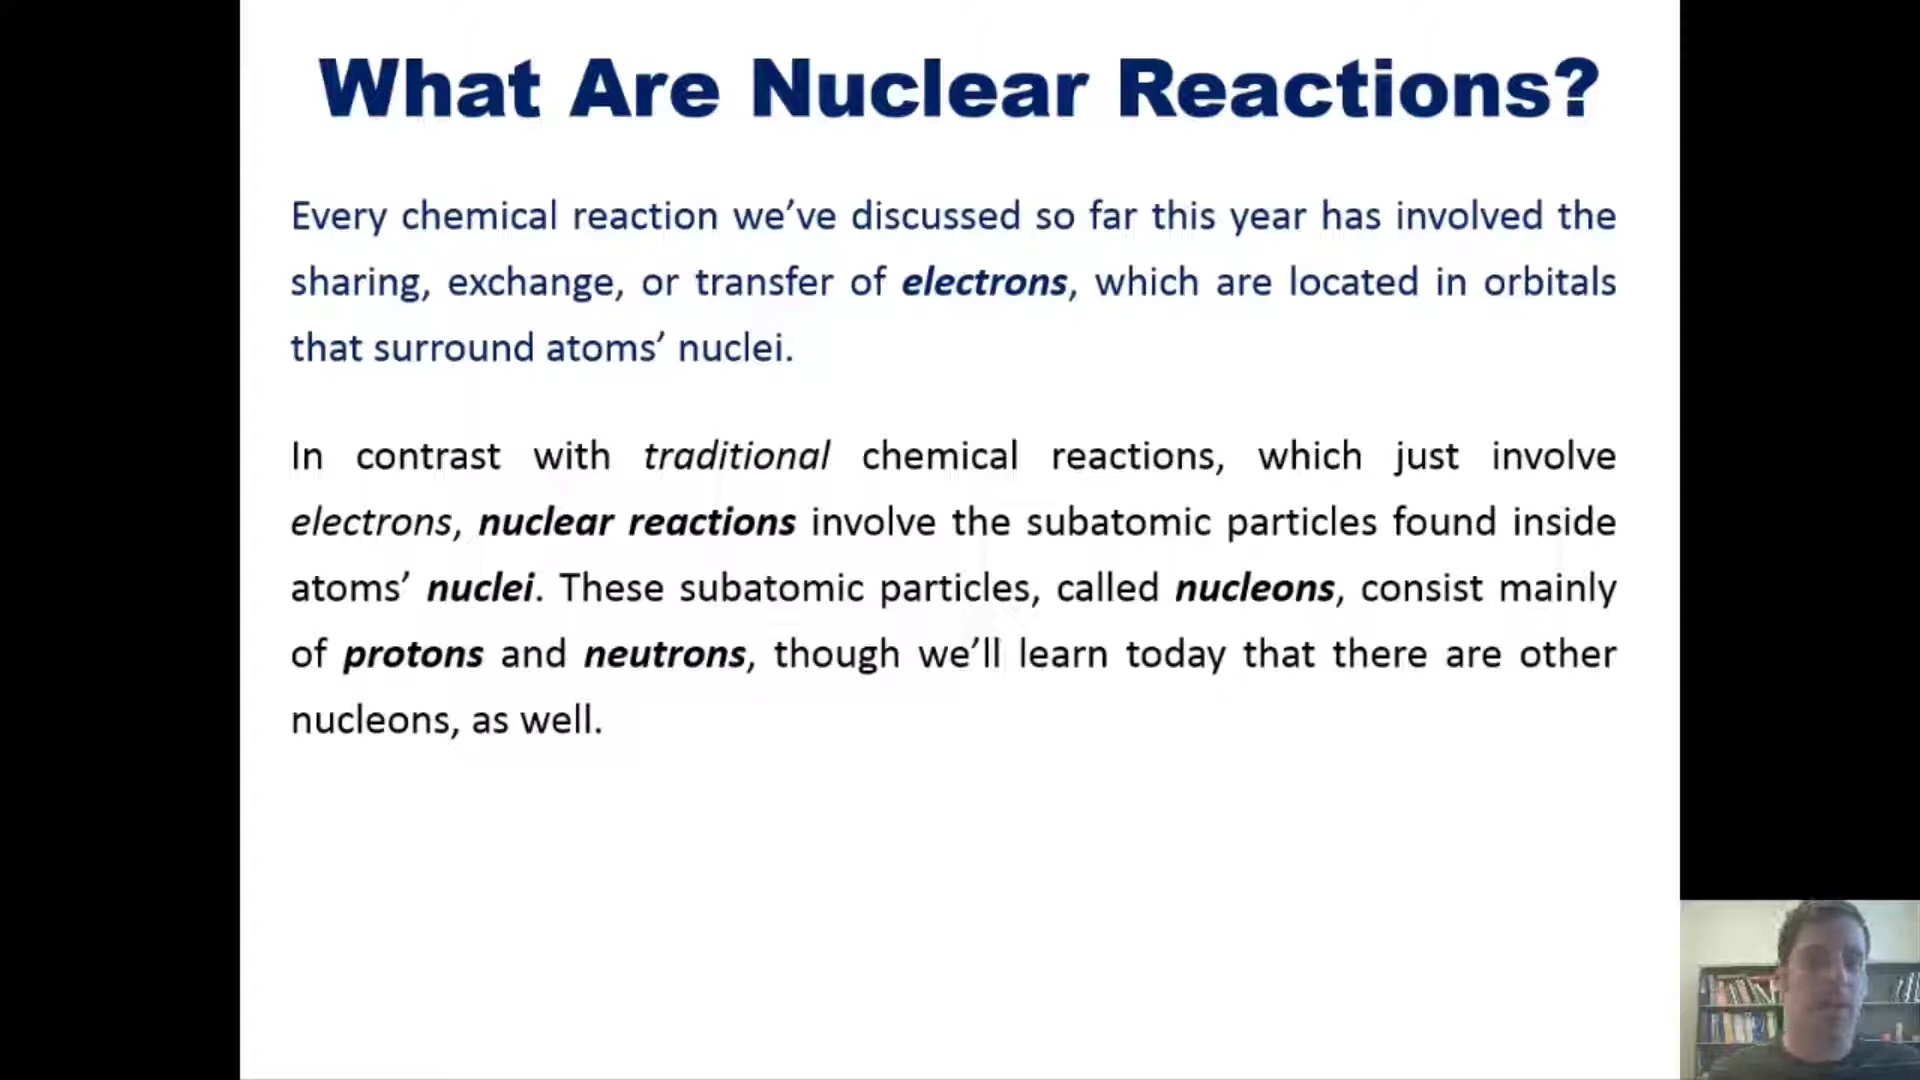 What Are Nuclear Reactions?
Every chemical reaction we’ve discussed so far this year has involved the
sharing, exchange, or transfer of electrons, which are located in orbitals
that surround atoms’ nuclei.
In contrast with traditional chemical reactions, which just involve
electrons, nuclear reactions involve the subatomic particles found inside
atoms’ nuclei. These subatomic particles, called nucleons, consist mainly
of protons and neutrons, though we’ll learn today that there are other
nucleons, as well.